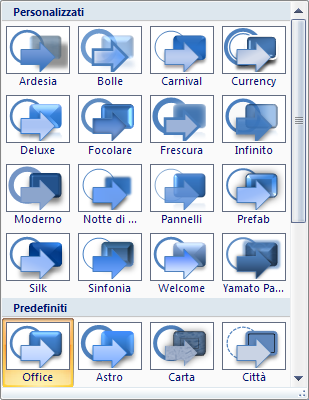 Personalizzati
Ardesia Bolle Carnival Currency
Deluxe Focolare Frescura Infinito
Moderno Notte di ... Pannelli Prefab
Silk Sinfonia Welcome Yamato Pa...
Predefiniti
Office Astro Carta Città